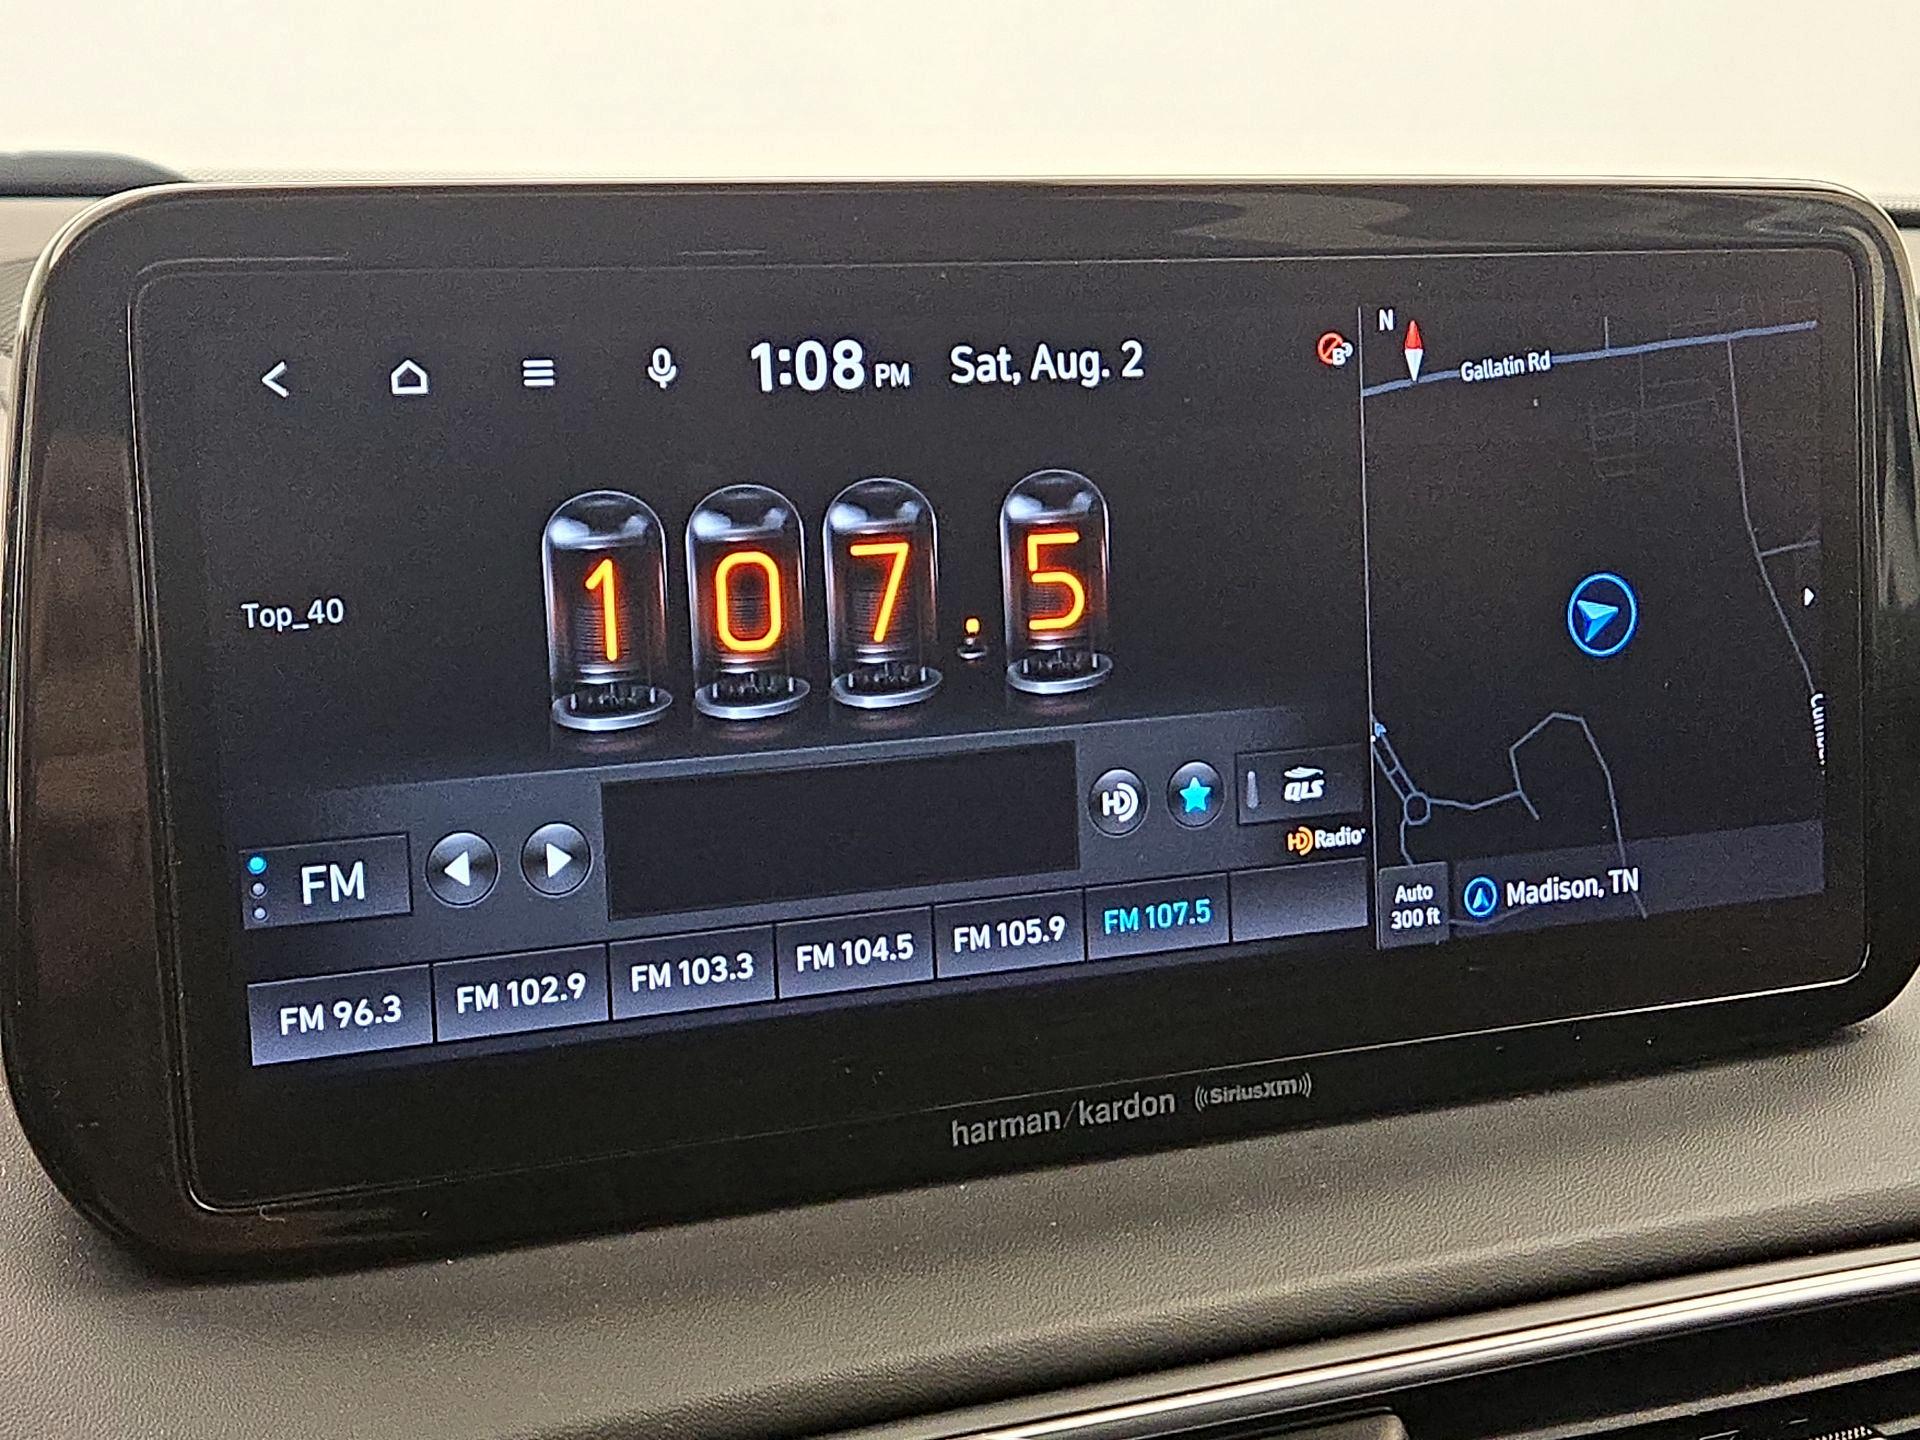 1:08 PM Sat, Aug. 2
N
Gallatin Rd
Top_40
107.5
HD
QLS
HD Radio
FM
FM 96.3
FM 102.9
FM 103.3
FM 104.5
FM 105.9
FM 107.5
Auto
300 ft
Madison, TN
harman/kardon ((SiriusXM))